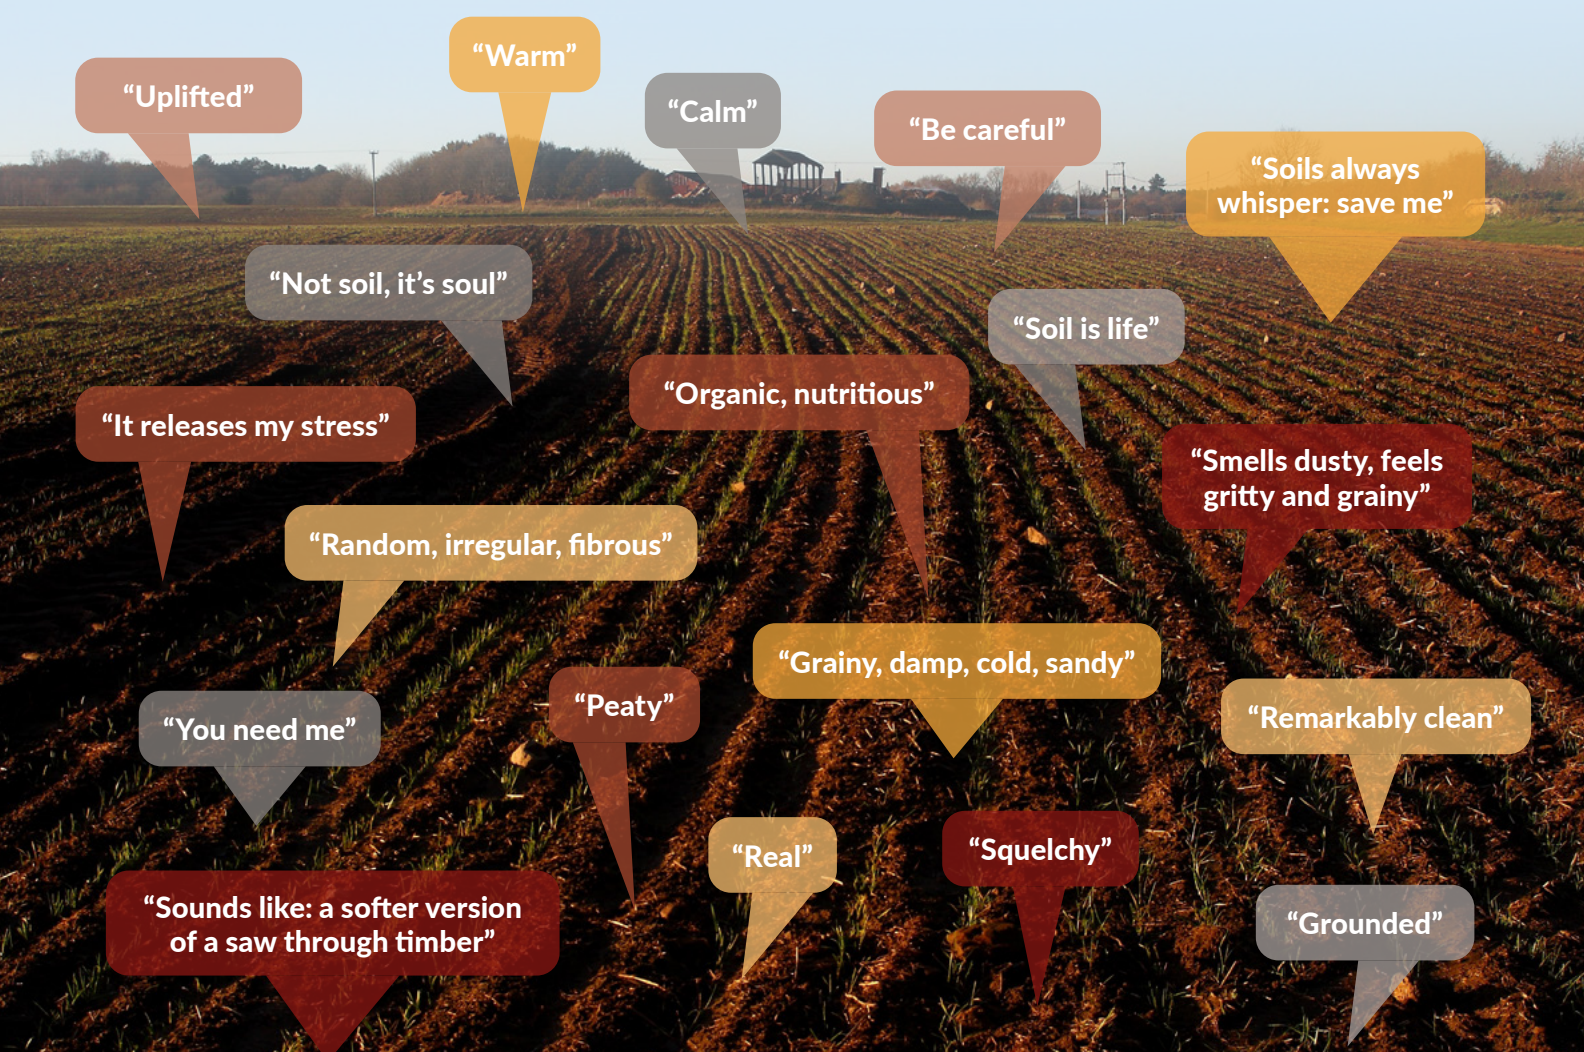 “Warm”
“Uplifted”
“Calm”
“Be careful”
“Soils always
whisper: save me”
“Not soil, it’s soul”
“Soil is life”
“Organic, nutritious”
“It releases my stress”
“Smells dusty, feels
gritty and grainy”
“Random, irregular, fibrous”
“Grainy, damp, cold, sandy”
“Peaty”
“Remarkably clean”
“You need me”
“Real”
“Squelchy”
“Sounds like: a softer version
of a saw through timber”
“Grounded”